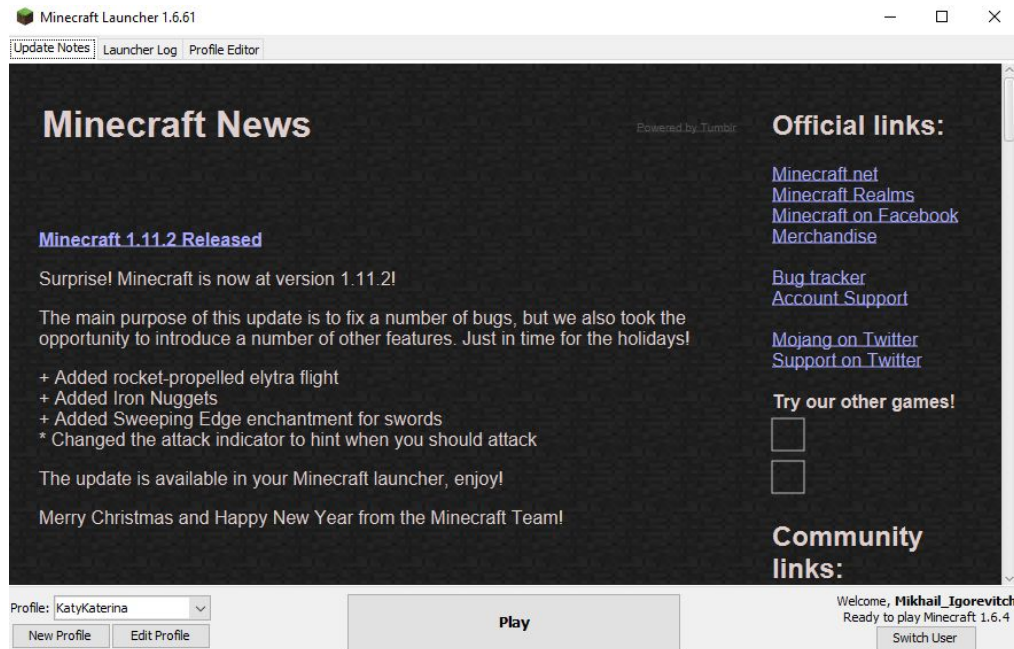 Minecraft Launcher 1.6.61
Update Notes Launcher Log Profile Editor
Minecraft News
Powered by Tumblr
Minecraft 1.11.2 Released
Surprise! Minecraft is now at version 1.11.2!
The main purpose of this update is to fix a number of bugs, but we also took the
opportunity to introduce a number of other features. Just in time for the holidays!
+ Added rocket-propelled elytra flight
+ Added Iron Nuggets
+ Added Sweeping Edge enchantment for swords
* Changed the attack indicator to hint when you should attack
The update is available in your Minecraft launcher, enjoy!
Merry Christmas and Happy New Year from the Minecraft Team!
Official links:
Minecraft.net
Minecraft Realms
Minecraft on Facebook
Merchandise
Bug tracker
Account Support
Mojang on Twitter
Support on Twitter
Try our other games!
Community
links:
Profile: KatyKaterina
New Profile Edit Profile
Play
Welcome, Mikhail_Igorevitch
Ready to play Minecraft 1.6.4
Switch User